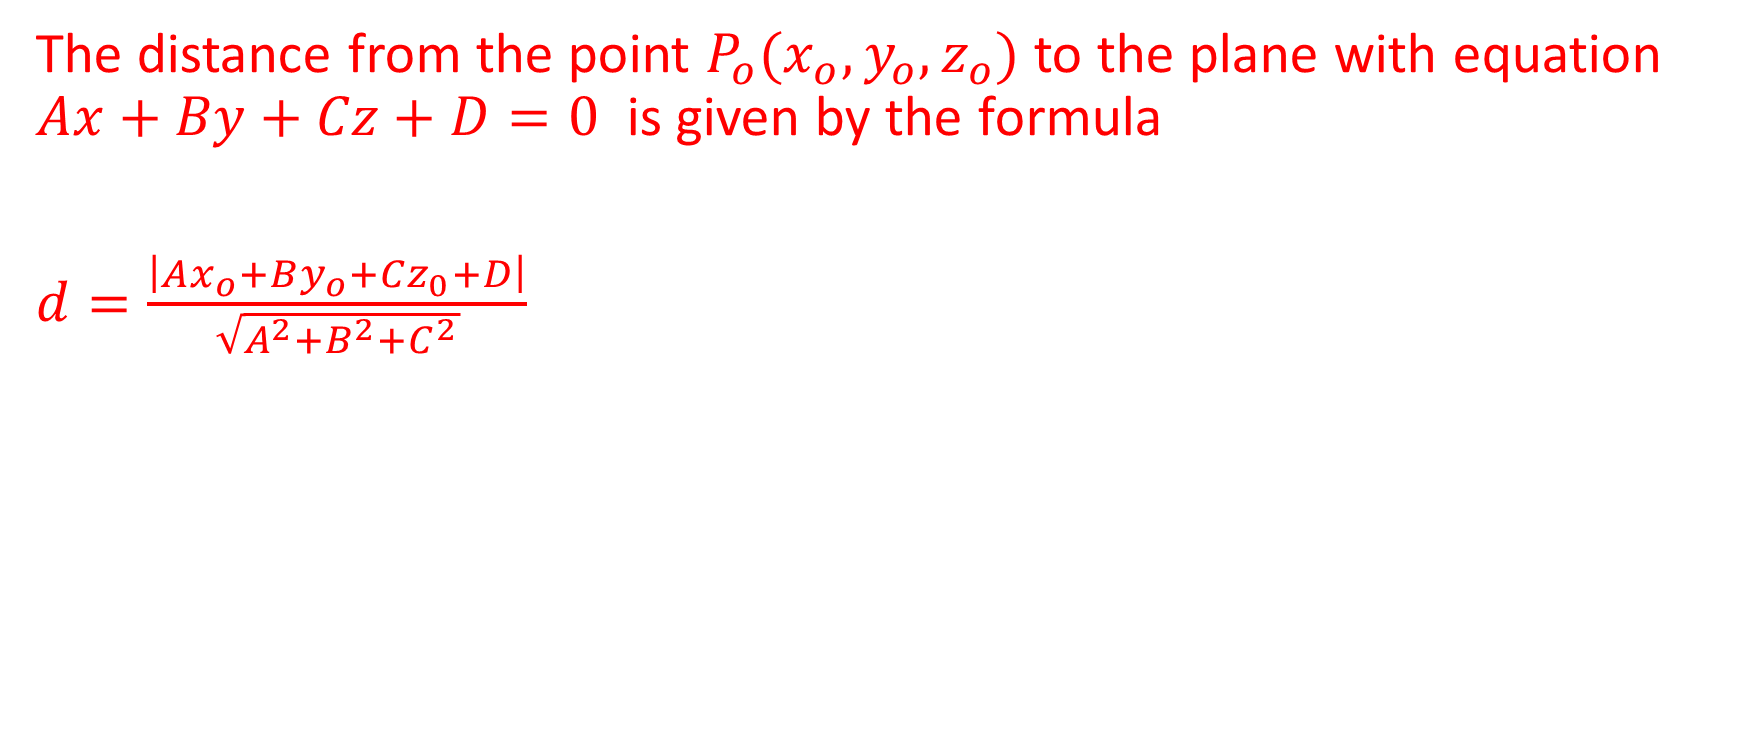 The distance from the point Pₒ(xₒ, yₒ, zₒ) to the plane with equation
Ax + By + Cz + D = 0 is given by the formula
d = |Axₒ+Byₒ+Cz₀+D| / √(A²+B²+C²)